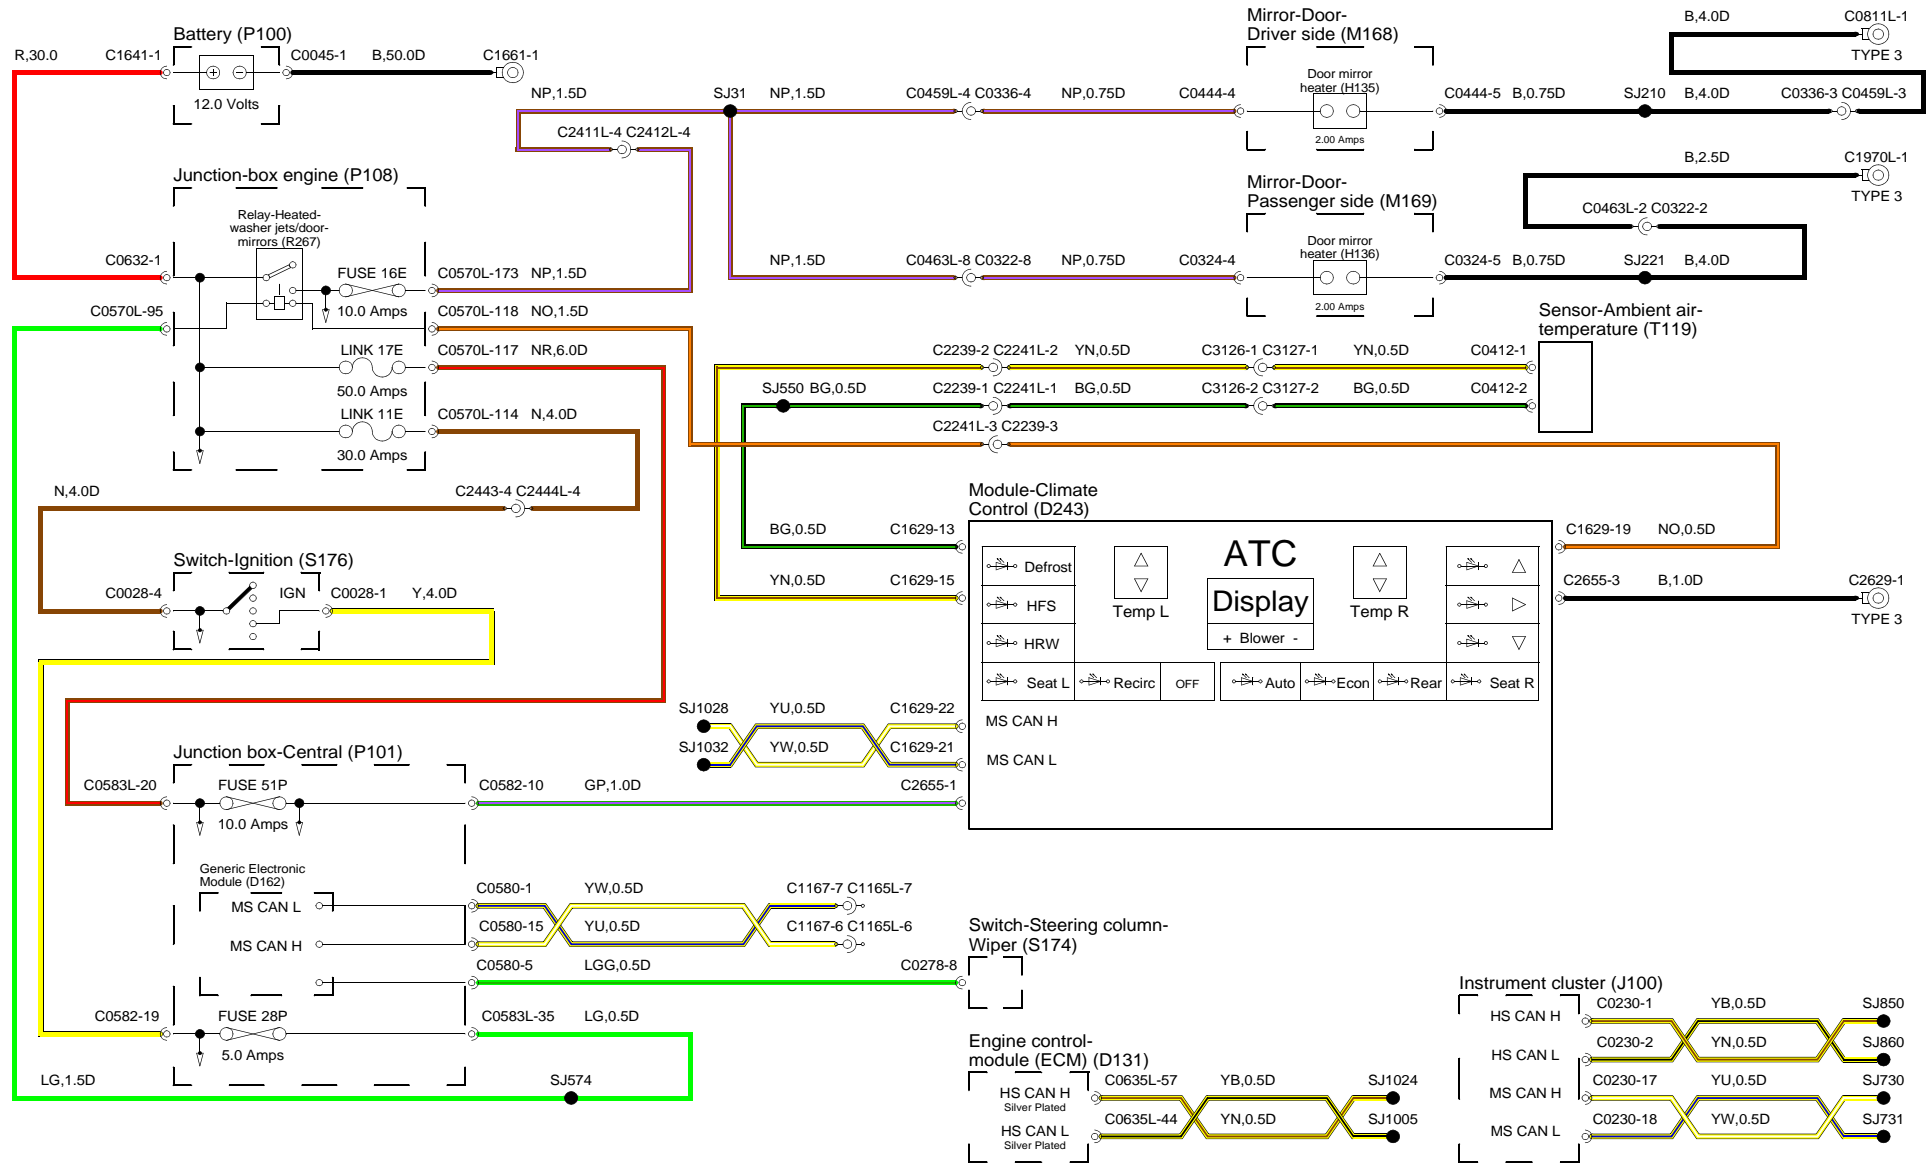 Battery (P100)
R,30.0
C1641-1
C0045-1
B,50.0D
C1661-1
12.0 Volts
NP,1.5D
SJ31
NP,1.5D
C0459L-4 C0336-4
NP,0.75D
C0444-4
C2411L-4 C2412L-4
Mirror-Door-
Driver side (M168)
Door mirror
heater (H135)
2.00 Amps
C0444-5
B,0.75D
SJ210
B,4.0D
C0336-3 C0459L-3
B,4.0D
C0811L-1
TYPE 3
Mirror-Door-
Passenger side (M169)
Door mirror
heater (H136)
2.00 Amps
NP,1.5D
C0463L-8 C0322-8
NP,0.75D
C0324-4
C0324-5
B,0.75D
SJ221
B,4.0D
C0463L-2 C0322-2
B,2.5D
C1970L-1
TYPE 3
Junction-box engine (P108)
Relay-Heated-
washer jets/door-
mirrors (R267)
C0632-1
C0570L-95
FUSE 16E
10.0 Amps
C0570L-173
NP,1.5D
C0570L-118
NO,1.5D
LINK 17E
50.0 Amps
C0570L-117
NR,6.0D
LINK 11E
30.0 Amps
C0570L-114
N,4.0D
Sensor-Ambient air-
temperature (T119)
C2239-2 C2241L-2
YN,0.5D
C3126-1 C3127-1
YN,0.5D
C0412-1
SJ550
BG,0.5D
C2239-1 C2241L-1
BG,0.5D
C3126-2 C3127-2
BG,0.5D
C0412-2
C2241L-3 C2239-3
N,4.0D
C2443-4 C2444L-4
Switch-Ignition (S176)
C0028-4
IGN
C0028-1
Y,4.0D
Module-Climate
Control (D243)
BG,0.5D
C1629-13
YN,0.5D
C1629-15
C1629-19
NO,0.5D
C2655-3
B,1.0D
C2629-1
TYPE 3
Defrost
HFS
HRW
Seat L
Recirc
OFF
Temp L
ATC
Display
+ Blower -
Temp R
Auto
Econ
Rear
Seat R
SJ1028
YU,0.5D
C1629-22
MS CAN H
SJ1032
YW,0.5D
C1629-21
MS CAN L
Junction box-Central (P101)
C0583L-20
FUSE 51P
10.0 Amps
C0582-10
GP,1.0D
C2655-1
Generic Electronic
Module (D162)
MS CAN L
C0580-1
YW,0.5D
C1167-7 C1165L-7
MS CAN H
C0580-15
YU,0.5D
C1167-6 C1165L-6
C0580-5
LGG,0.5D
C0278-8
Switch-Steering column-
Wiper (S174)
C0582-19
FUSE 28P
5.0 Amps
C0583L-35
LG,0.5D
LG,1.5D
SJ574
Engine control-
module (ECM) (D131)
HS CAN H
Silver Plated
C0635L-57
YB,0.5D
SJ1024
HS CAN L
Silver Plated
C0635L-44
YN,0.5D
SJ1005
Instrument cluster (J100)
HS CAN H
C0230-1
YB,0.5D
SJ850
HS CAN L
C0230-2
YN,0.5D
SJ860
MS CAN H
C0230-17
YU,0.5D
SJ730
MS CAN L
C0230-18
YW,0.5D
SJ731